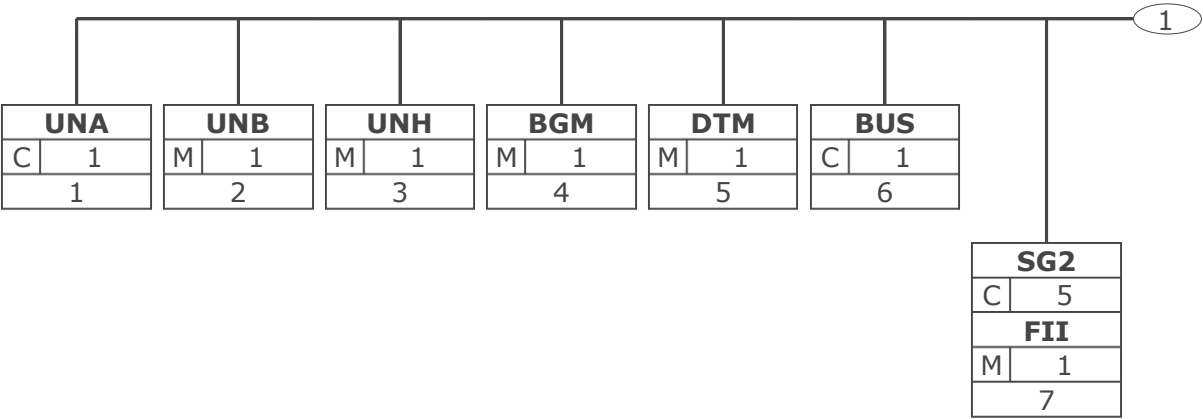 1
UNA UNB UNH BGM DTM BUS
C 1 M 1 M 1 M 1 M 1 C 1
1 2 3 4 5 6
SG2
C 5
FII
M 1
7